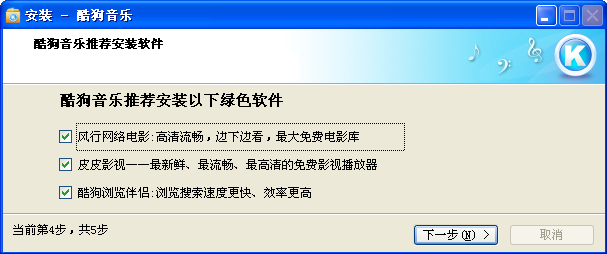 安装 - 酷狗音乐
酷狗音乐推荐安装软件
K
酷狗音乐推荐安装以下绿色软件
风行网络电影:高清流畅，边下边看，最大免费电影库
皮皮影视——最新鲜、最流畅、最高清的免费影视播放器
酷狗浏览伴侣:浏览搜索速度更快、效率更高
当前第4步，共5步
下一步(N) >
取消